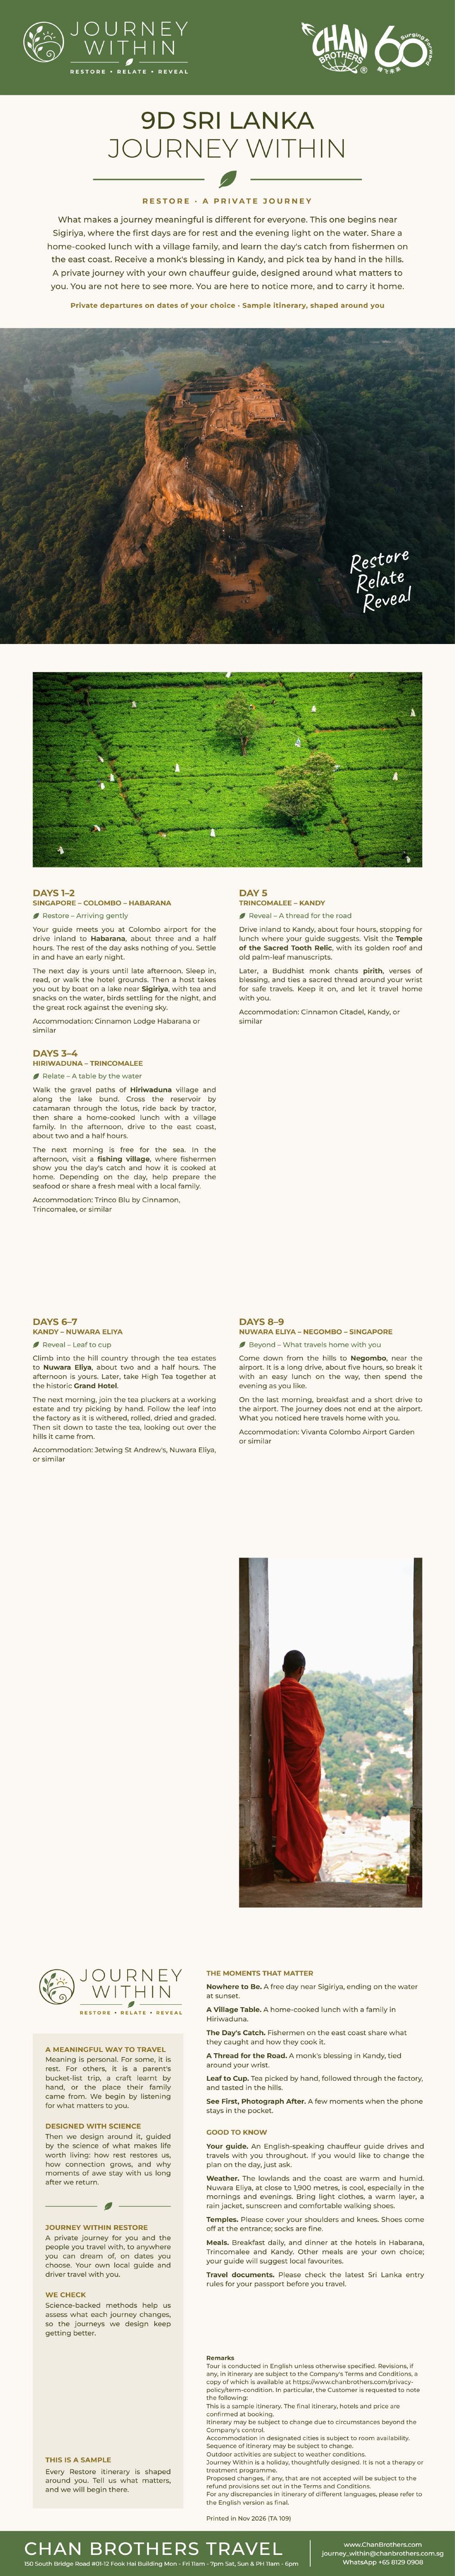 JOURNEY
WITHIN
RESTORE • RELATE • REVEAL
CHAN
BROTHERS
®
60
Surging Forward
腾飞未来
9D SRI LANKA
JOURNEY WITHIN
RESTORE · A PRIVATE JOURNEY
What makes a journey meaningful is different for everyone. This one begins near
Sigiriya, where the first days are for rest and the evening light on the water. Share a
home-cooked lunch with a village family, and learn the day's catch from fishermen on
the east coast. Receive a monk's blessing in Kandy, and pick tea by hand in the hills.
A private journey with your own chauffeur guide, designed around what matters to
you. You are not here to see more. You are here to notice more, and to carry it home.
Private departures on dates of your choice · Sample itinerary, shaped around you
Restore
Relate
Reveal
DAYS 1–2
SINGAPORE – COLOMBO – HABARANA
Restore – Arriving gently
Your guide meets you at Colombo airport for the
drive inland to Habarana, about three and a half
hours. The rest of the day asks nothing of you. Settle
in and have an early night.
The next day is yours until late afternoon. Sleep in,
read, or walk the hotel grounds. Then a host takes
you out by boat on a lake near Sigiriya, with tea and
snacks on the water, birds settling for the night, and
the great rock against the evening sky.
Accommodation: Cinnamon Lodge Habarana or
similar
DAYS 3–4
HIRIWADUNA – TRINCOMALEE
Relate – A table by the water
Walk the gravel paths of Hiriwaduna village and
along the lake bund. Cross the reservoir by
catamaran through the lotus, ride back by tractor,
then share a home-cooked lunch with a village
family. In the afternoon, drive to the east coast,
about two and a half hours.
The next morning is free for the sea. In the
afternoon, visit a fishing village, where fishermen
show you the day's catch and how it is cooked at
home. Depending on the day, help prepare the
seafood or share a fresh meal with a local family.
Accommodation: Trinco Blu by Cinnamon,
Trincomalee, or similar
DAY 5
TRINCOMALEE – KANDY
Reveal – A thread for the road
Drive inland to Kandy, about four hours, stopping for
lunch where your guide suggests. Visit the Temple
of the Sacred Tooth Relic, with its golden roof and
old palm-leaf manuscripts.
Later, a Buddhist monk chants pirith, verses of
blessing, and ties a sacred thread around your wrist
for safe travels. Keep it on, and let it travel home
with you.
Accommodation: Cinnamon Citadel, Kandy, or
similar
DAYS 6–7
KANDY – NUWARA ELIYA
Reveal – Leaf to cup
Climb into the hill country through the tea estates
to Nuwara Eliya, about two and a half hours. The
afternoon is yours. Later, take High Tea together at
the historic Grand Hotel.
The next morning, join the tea pluckers at a working
estate and try picking by hand. Follow the leaf into
the factory as it is withered, rolled, dried and graded.
Then sit down to taste the tea, looking out over the
hills it came from.
Accommodation: Jetwing St Andrew's, Nuwara Eliya,
or similar
DAYS 8–9
NUWARA ELIYA – NEGOMBO – SINGAPORE
Beyond – What travels home with you
Come down from the hills to Negombo, near the
airport. It is a long drive, about five hours, so break it
with an easy lunch on the way, then spend the
evening as you like.
On the last morning, breakfast and a short drive to
the airport. The journey does not end at the airport.
What you noticed here travels home with you.
Accommodation: Vivanta Colombo Airport Garden
or similar
JOURNEY
WITHIN
RESTORE • RELATE • REVEAL
A MEANINGFUL WAY TO TRAVEL
Meaning is personal. For some, it is
rest. For others, it is a parent's
bucket-list trip, a craft learnt by
hand, or the place their family
came from. We begin by listening
for what matters to you.
DESIGNED WITH SCIENCE
Then we design around it, guided
by the science of what makes life
worth living: how rest restores us,
how connection grows, and why
moments of awe stay with us long
after we return.
JOURNEY WITHIN RESTORE
A private journey for you and the
people you travel with, to anywhere
you can dream of, on dates you
choose. Your own local guide and
driver travel with you.
WE CHECK
Science-backed methods help us
assess what each journey changes,
so the journeys we design keep
getting better.
THIS IS A SAMPLE
Every Restore itinerary is shaped
around you. Tell us what matters,
and we will begin there.
THE MOMENTS THAT MATTER
Nowhere to Be. A free day near Sigiriya, ending on the water
at sunset.
A Village Table. A home-cooked lunch with a family in
Hiriwaduna.
The Day's Catch. Fishermen on the east coast share what
they caught and how they cook it.
A Thread for the Road. A monk's blessing in Kandy, tied
around your wrist.
Leaf to Cup. Tea picked by hand, followed through the factory,
and tasted in the hills.
See First, Photograph After. A few moments when the phone
stays in the pocket.
GOOD TO KNOW
Your guide. An English-speaking chauffeur guide drives and
travels with you throughout. If you would like to change the
plan on the day, just ask.
Weather. The lowlands and the coast are warm and humid.
Nuwara Eliya, at close to 1,900 metres, is cool, especially in the
mornings and evenings. Bring light clothes, a warm layer, a
rain jacket, sunscreen and comfortable walking shoes.
Temples. Please cover your shoulders and knees. Shoes come
off at the entrance; socks are fine.
Meals. Breakfast daily, and dinner at the hotels in Habarana,
Trincomalee and Kandy. Other meals are your own choice;
your guide will suggest local favourites.
Travel documents. Please check the latest Sri Lanka entry
rules for your passport before you travel.
Remarks
Tour is conducted in English unless otherwise specified. Revisions, if
any, in itinerary are subject to the Company's Terms and Conditions, a
copy of which is available at https://www.chanbrothers.com/privacy-
policy/term-condition. In particular, the Customer is requested to note
the following:
This is a sample itinerary. The final itinerary, hotels and price are
confirmed at booking.
Itinerary may be subject to change due to circumstances beyond the
Company's control.
Accommodation in designated cities is subject to room availability.
Sequence of itinerary may be subject to change.
Outdoor activities are subject to weather conditions.
Journey Within is a holiday, thoughtfully designed. It is not a therapy or
treatment programme.
Proposed changes, if any, that are not accepted will be subject to the
refund provisions set out in the Terms and Conditions.
For any discrepancies in itinerary of different languages, please refer to
the English version as final.
Printed in Nov 2026 (TA 109)
CHAN BROTHERS TRAVEL
150 South Bridge Road #01-12 Fook Hai Building Mon - Fri 11am - 7pm Sat, Sun & PH 11am - 6pm
www.ChanBrothers.com
journey_within@chanbrothers.com.sg
WhatsApp +65 8129 0908